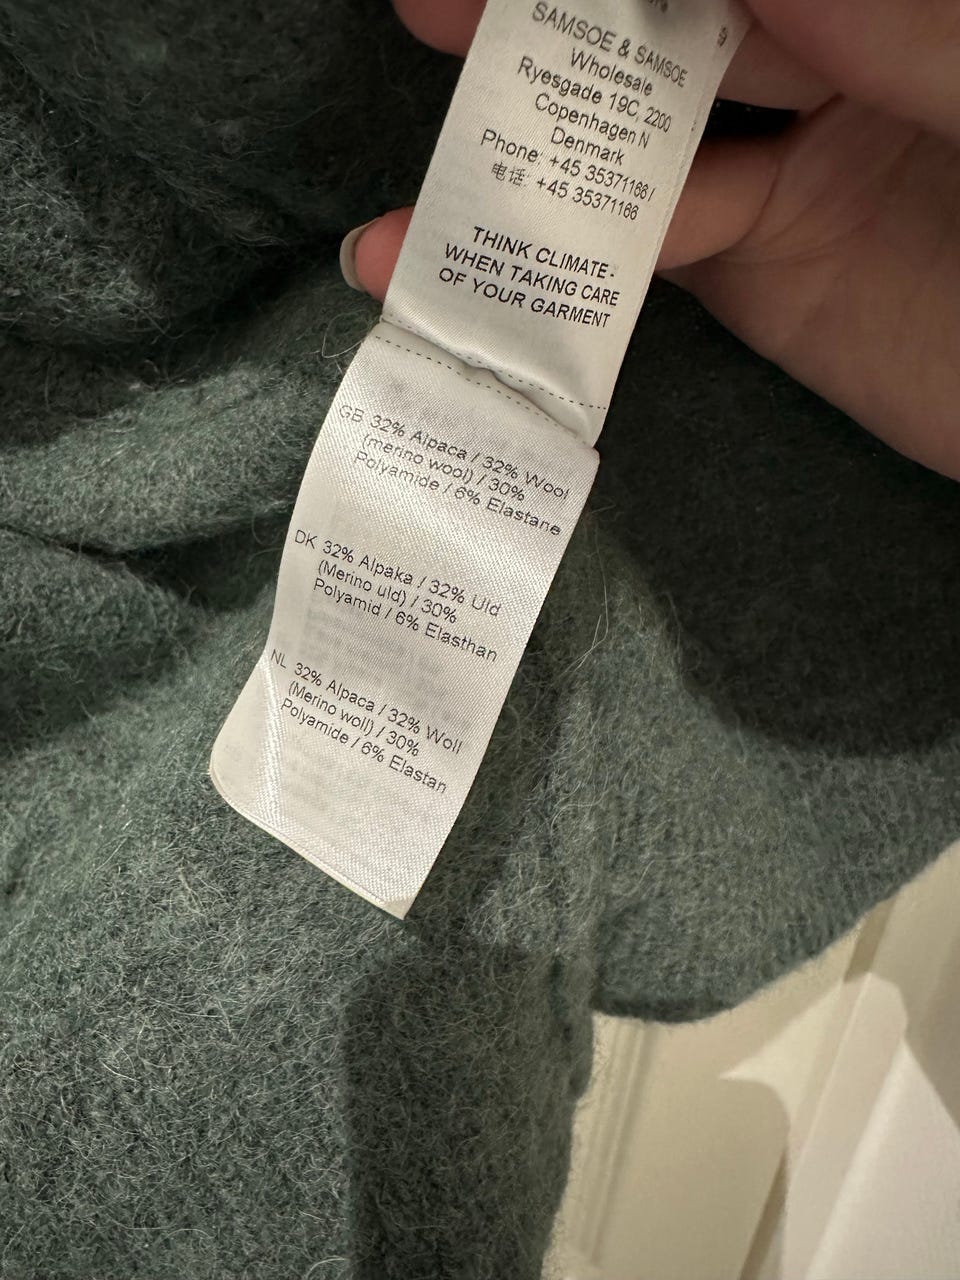 SAMSOE & SAMSOE
Wholesale
Ryesgade 19C, 2200
Copenhagen N
Denmark
Phone: +45 35371166 /
电话: +45 35371166
THINK CLIMATE -
WHEN TAKING CARE
OF YOUR GARMENT
GB 32% Alpaca / 32% Wool
(merino wool) / 30%
Polyamide / 6% Elastane
DK 32% Alpaka / 32% Uld
(Merino uld) / 30%
Polyamid / 6% Elasthan
NL 32% Alpaca / 32% Woll
(Merino woll) / 30%
Polyamide / 6% Elastan